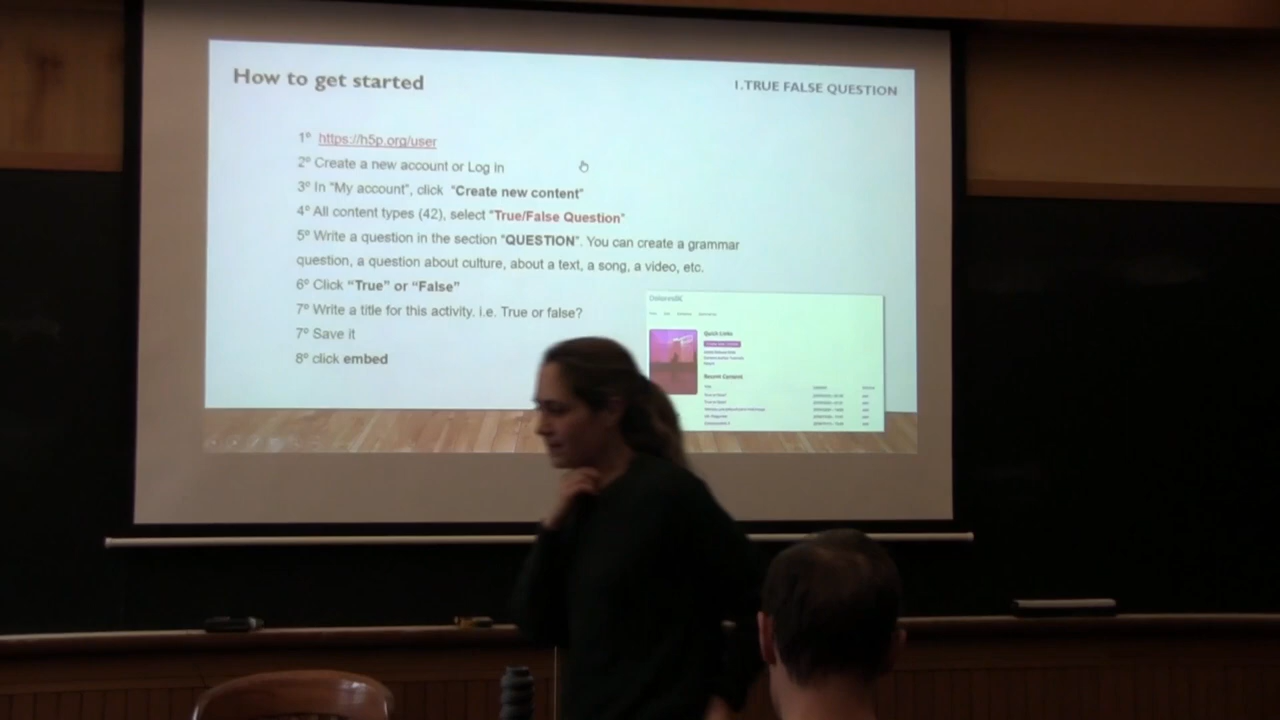 How to get started
1.TRUE FALSE QUESTION
1º https://h5p.org/user
2º Create a new account or Log in
3º In "My account", click "Create new content"
4º All content types (42), select "True/False Question"
5º Write a question in the section "QUESTION". You can create a grammar
question, a question about culture, about a text, a song, a video, etc.
6º Click “True” or “False”
7º Write a title for this activity. i.e. True or false?
7º Save it
8º click embed
Quick Links
Recent Content